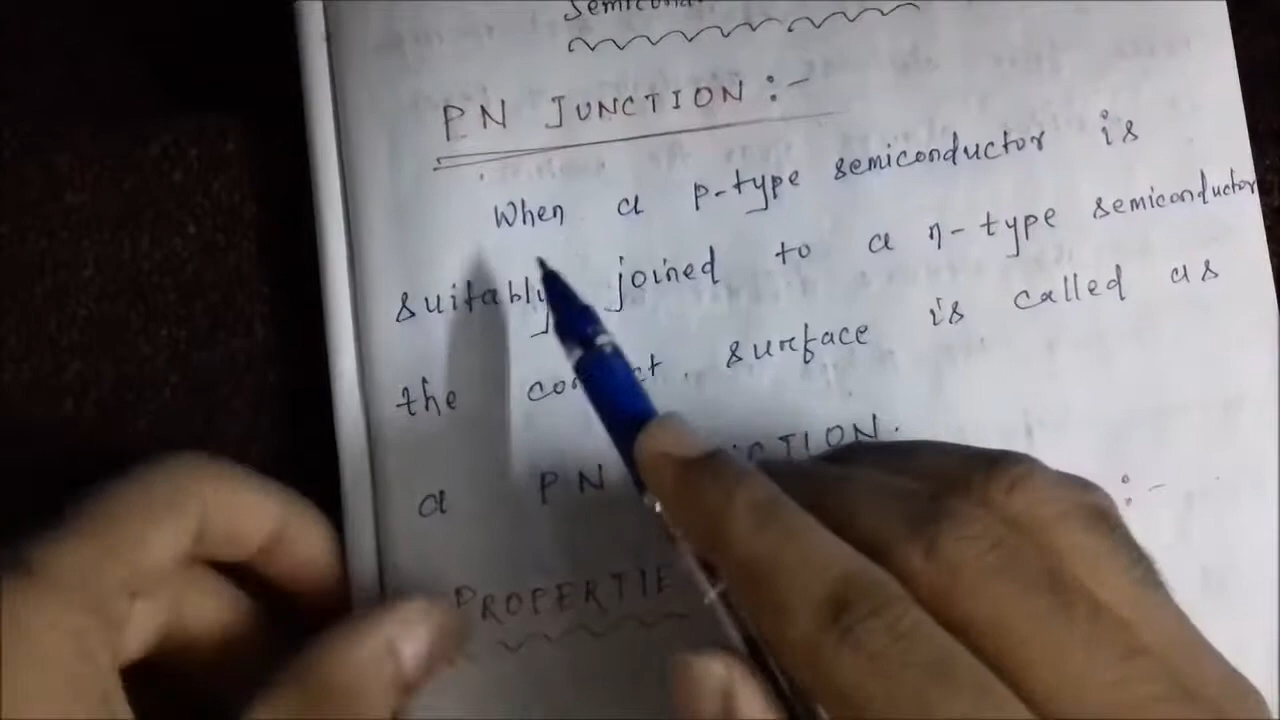 PN JUNCTION :-
When a p-type semiconductor is
suitably joined to a n-type semiconductor
the surface is called as
a PN